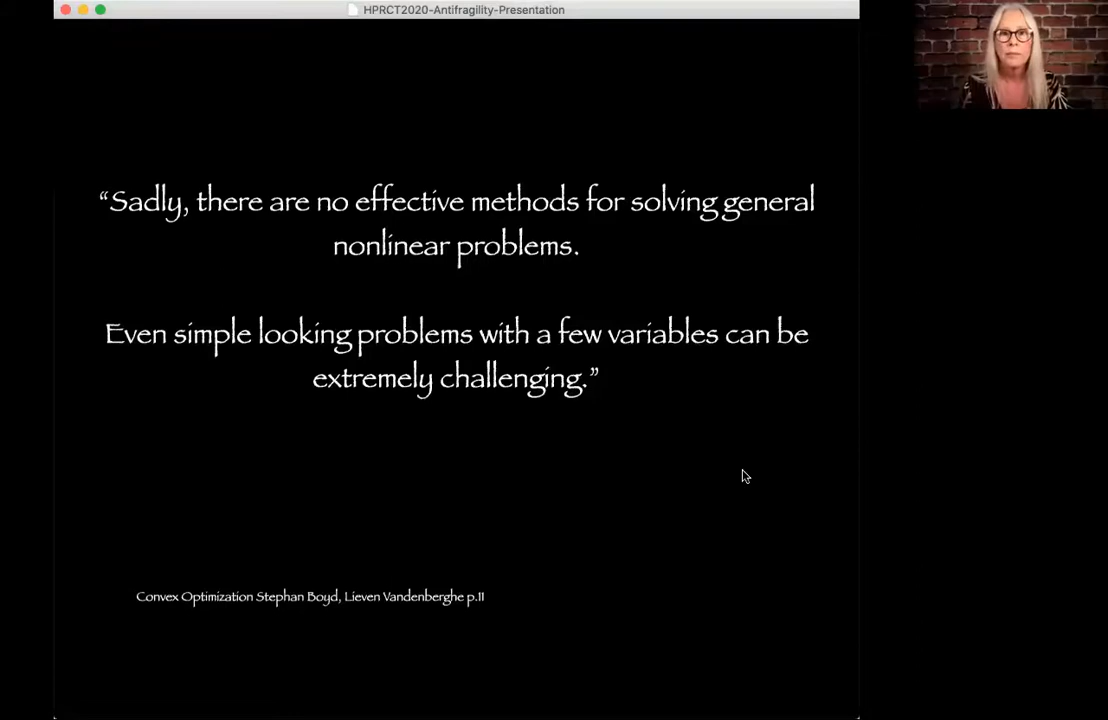 HPRCT2020-Antifragility-Presentation
“Sadly, there are no effective methods for solving general
nonlinear problems.
Even simple looking problems with a few variables can be
extremely challenging.”
Convex Optimization Stephan Boyd, Lieven Vandenberghe p.11